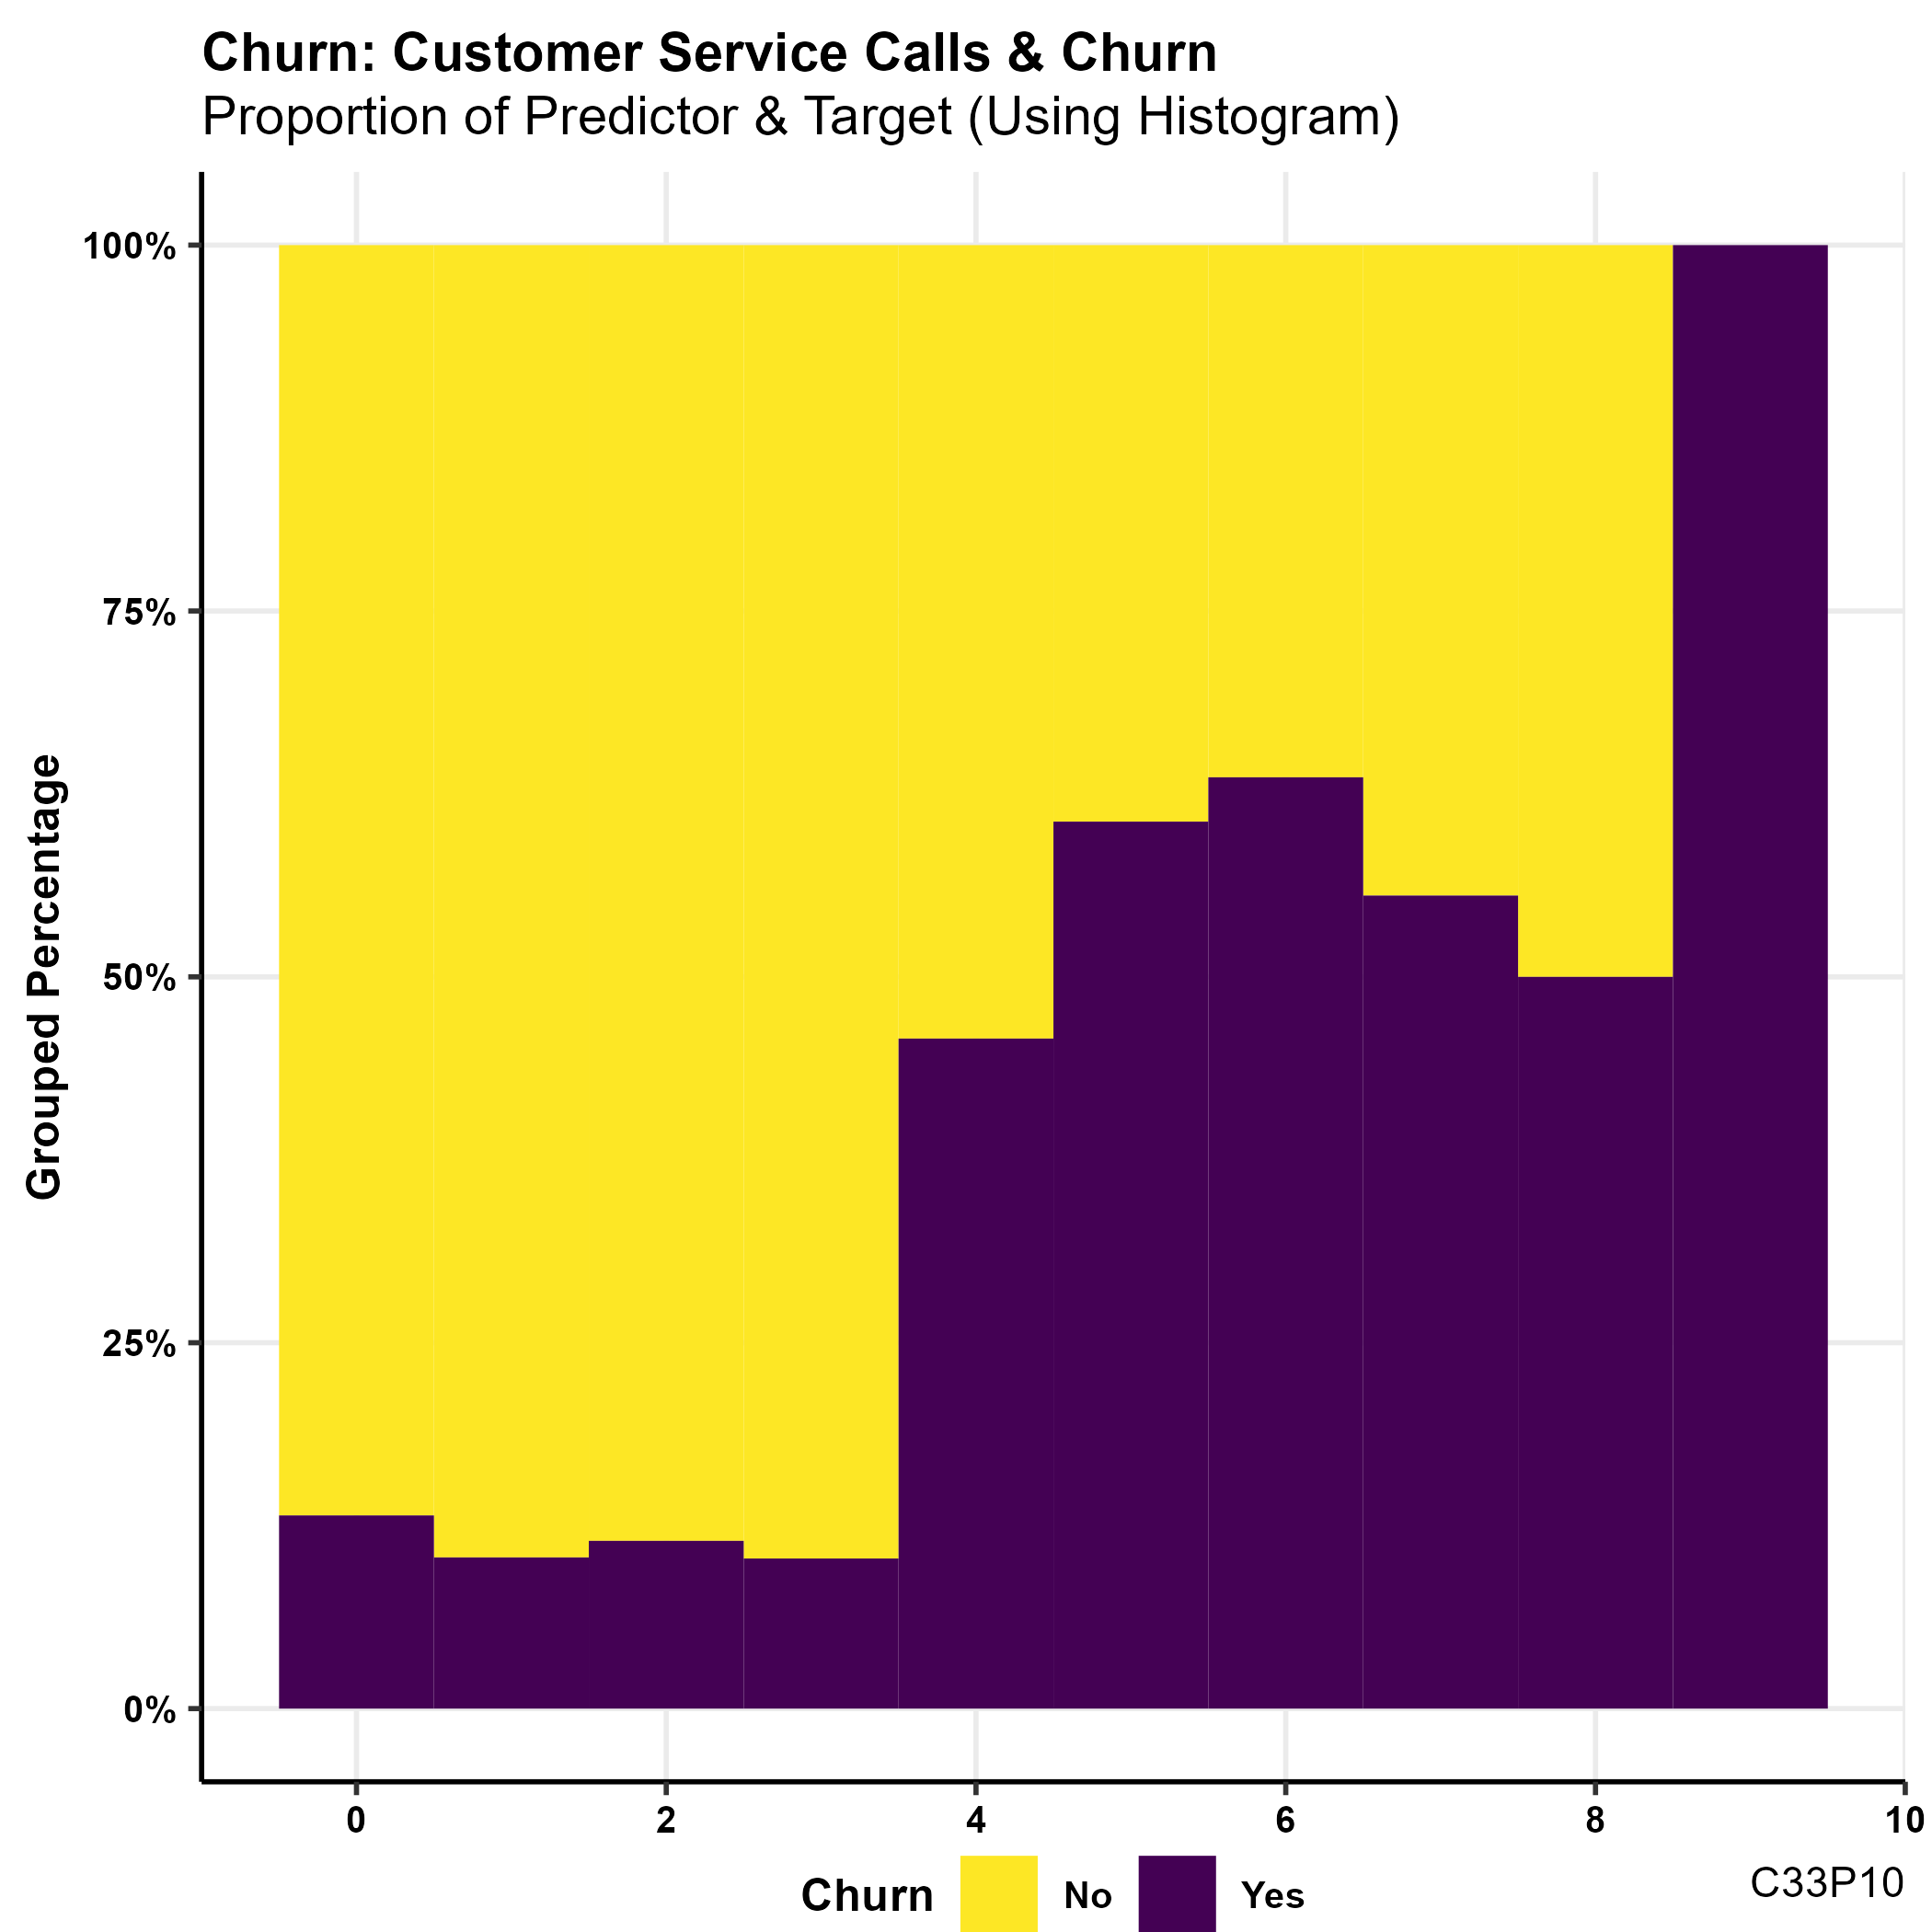 Churn: Customer Service Calls & Churn
Proportion of Predictor & Target (Using Histogram)
Grouped Percentage
100%
75%
50%
25%
0%
0 2 4 6 8 10
Churn No Yes
C33P10